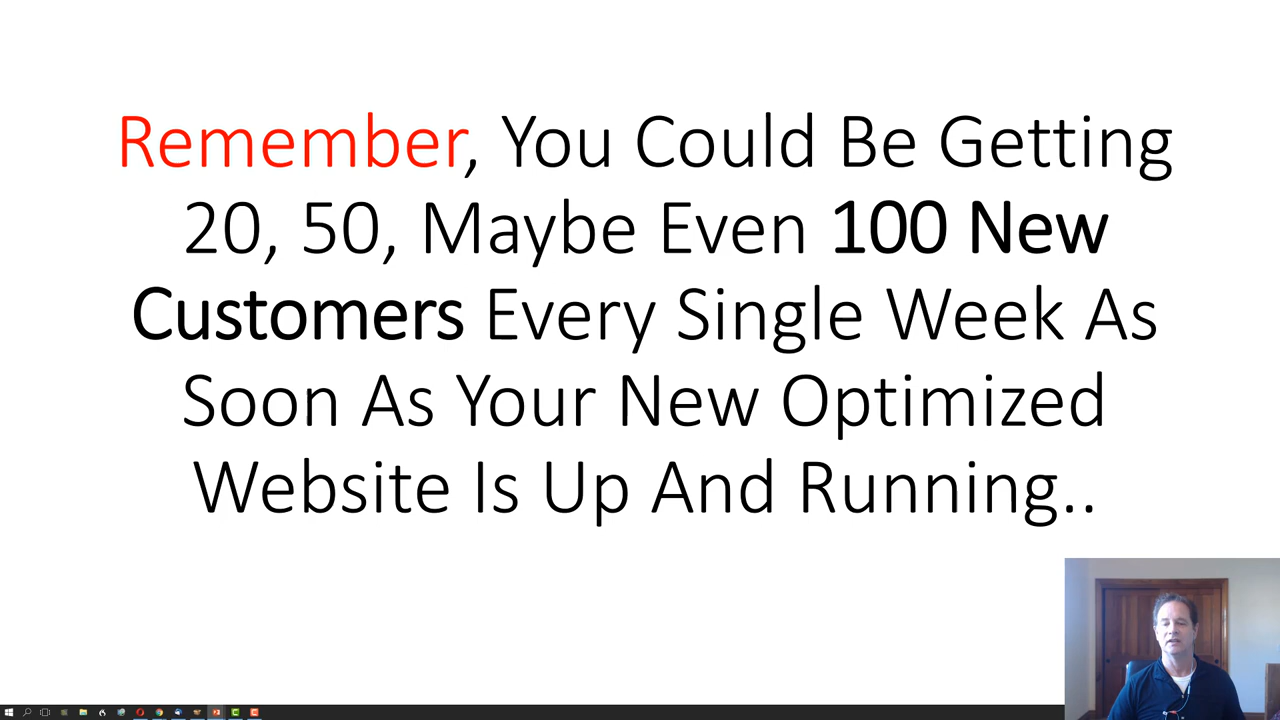 Remember, You Could Be Getting
20, 50, Maybe Even 100 New
Customers Every Single Week As
Soon As Your New Optimized
Website Is Up And Running..